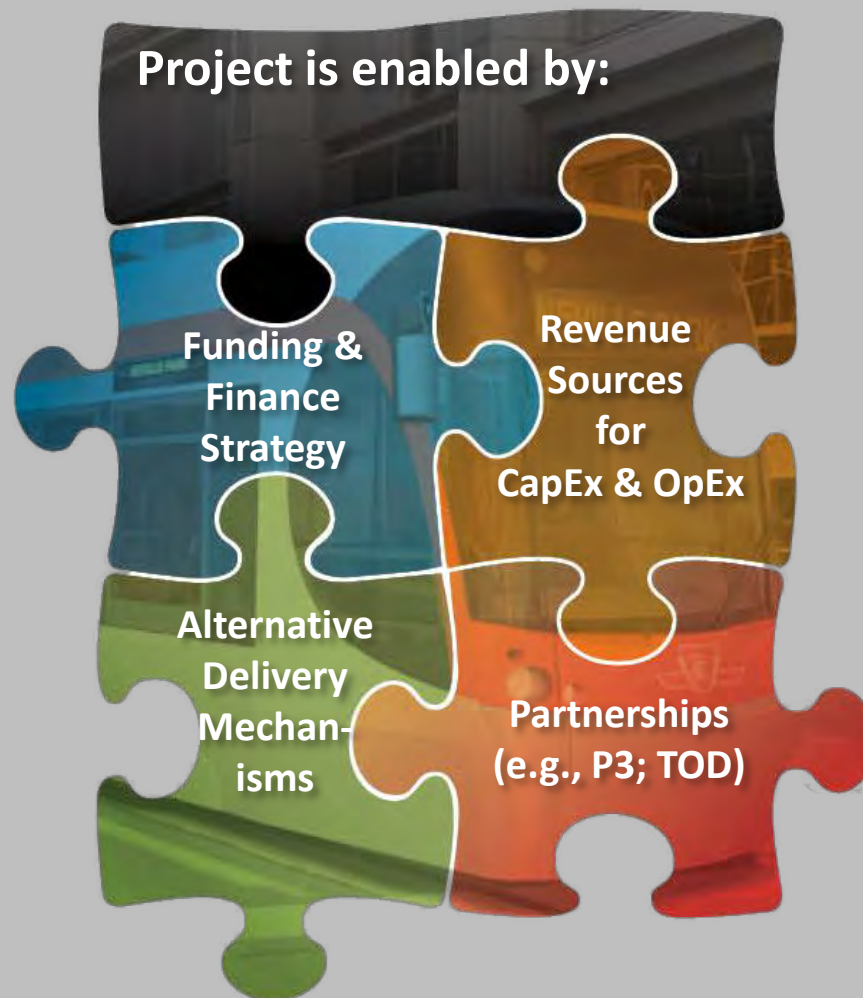 Project is enabled by:
Funding &
Finance
Strategy
Revenue
Sources
for
CapEx & OpEx
Alternative
Delivery
Mechan-
isms
Partnerships
(e.g., P3; TOD)